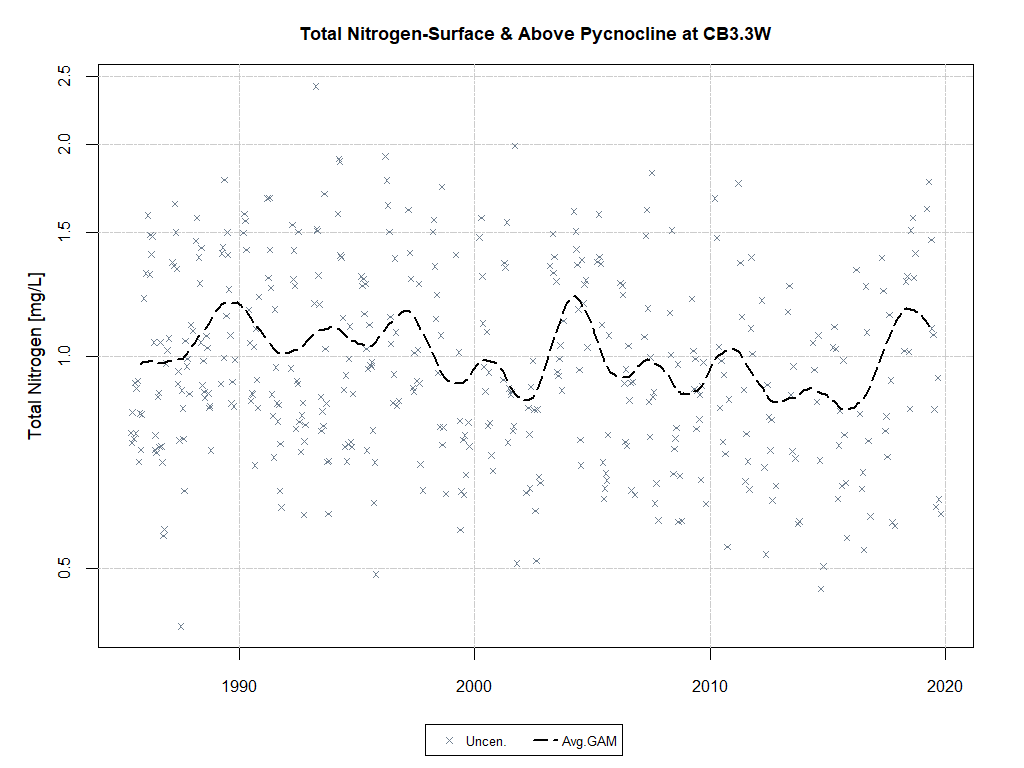 Total Nitrogen-Surface & Above Pycnocline at CB3.3W
2.5
2.0
1.5
1.0
0.5
Total Nitrogen [mg/L]
1990 2000 2010 2020
Uncen. Avg.GAM